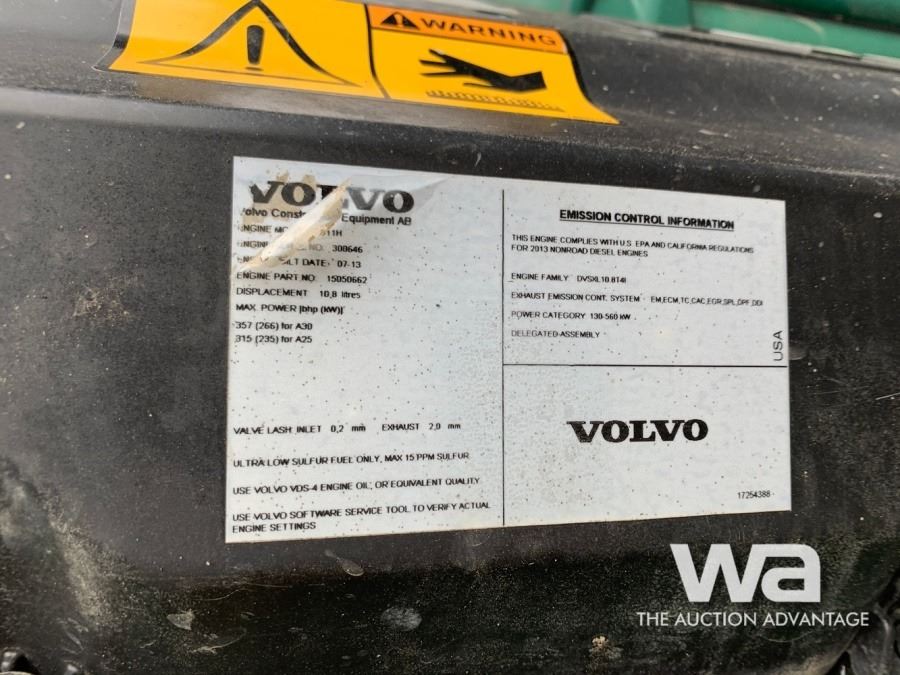 WARNING
VOLVO
Volvo Construction Equipment AB
ENGINE 11H
ENGINE NO. 300646
BUILT DATE: 07-13
ENGINE PART NO: 15050662
DISPLACEMENT: 10,8 litres
MAX. POWER [bhp (kW)]
357 (266) for A30
315 (235) for A25
VALVE LASH: INLET 0,2 mm EXHAUST 2,0 mm
ULTRA LOW SULFUR FUEL ONLY, MAX 15 PPM SULFUR
USE VOLVO VDS-4 ENGINE OIL, OR EQUIVALENT QUALITY
USE VOLVO SOFTWARE SERVICE TOOL TO VERIFY ACTUAL
ENGINE SETTINGS
EMISSION CONTROL INFORMATION
THIS ENGINE COMPLIES WITH U.S. EPA AND CALIFORNIA REGULATIONS
FOR 2013 NONROAD DIESEL ENGINES
ENGINE FAMILY: DVSXL10.8T4I
EXHAUST EMISSION CONT. SYSTEM - EM,ECM,TC,CAC,EGR,SPL,DPF,DDI
POWER CATEGORY 130-560 kW
DELEGATED ASSEMBLY
USA
VOLVO
17254388
wa
THE AUCTION ADVANTAGE